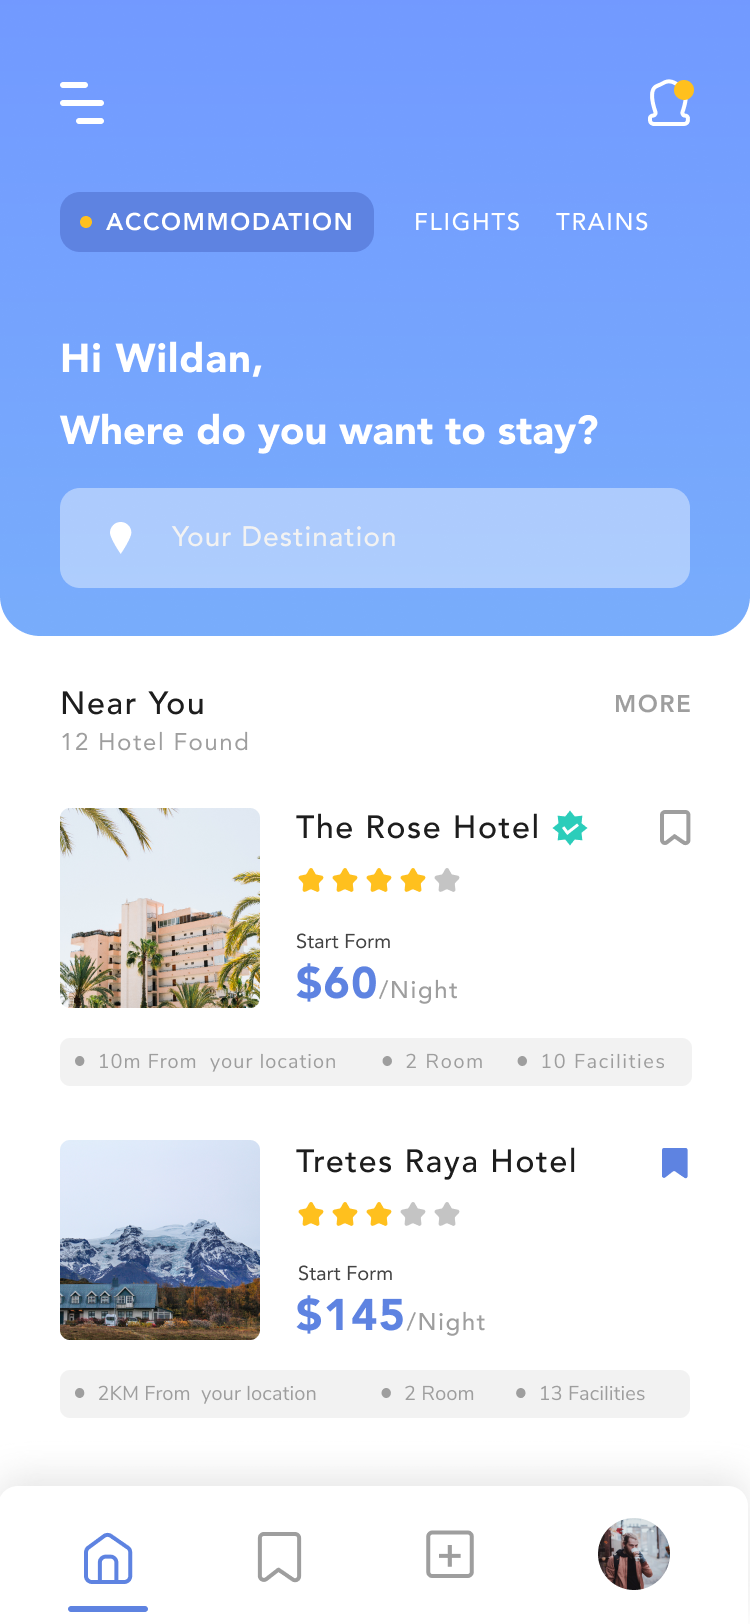 ACCOMMODATION FLIGHTS TRAINS
Hi Wildan,
Where do you want to stay?
Your Destination
Near You MORE
12 Hotel Found
The Rose Hotel
Start Form
$60/Night
10m From your location 2 Room 10 Facilities
Tretes Raya Hotel
Start Form
$145/Night
2KM From your location 2 Room 13 Facilities